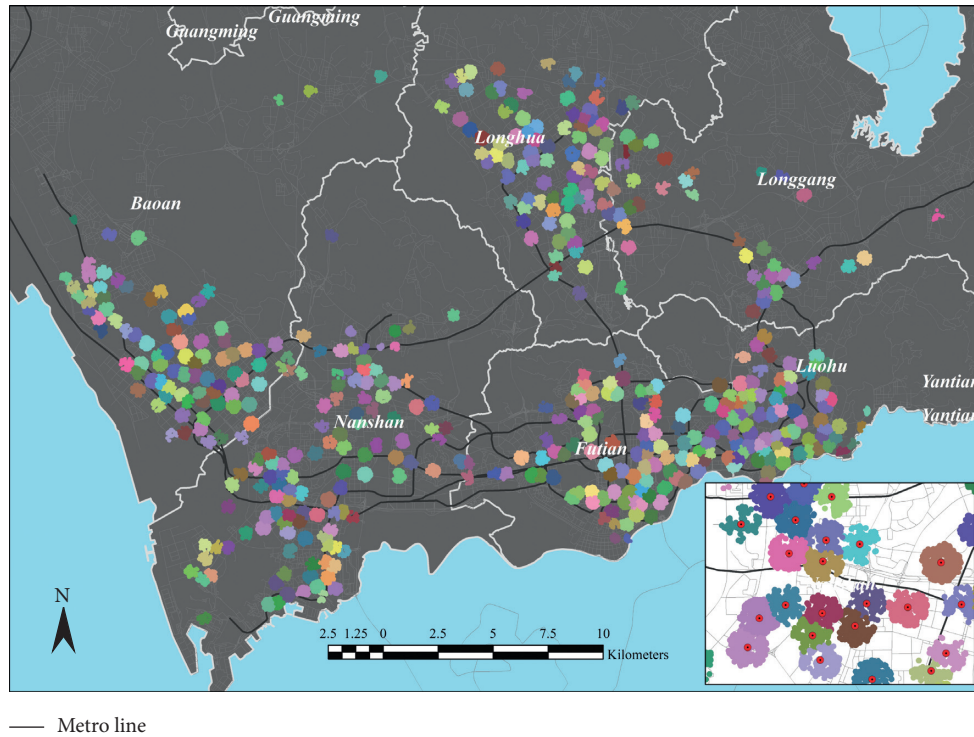 Guangming
Guangming
Longhua
Longgang
Baoan
Luohu
Yantian
Nanshan
Yantian
Futian
N
2.5 1.25 0 2.5 5 7.5 10
Kilometers
Metro line